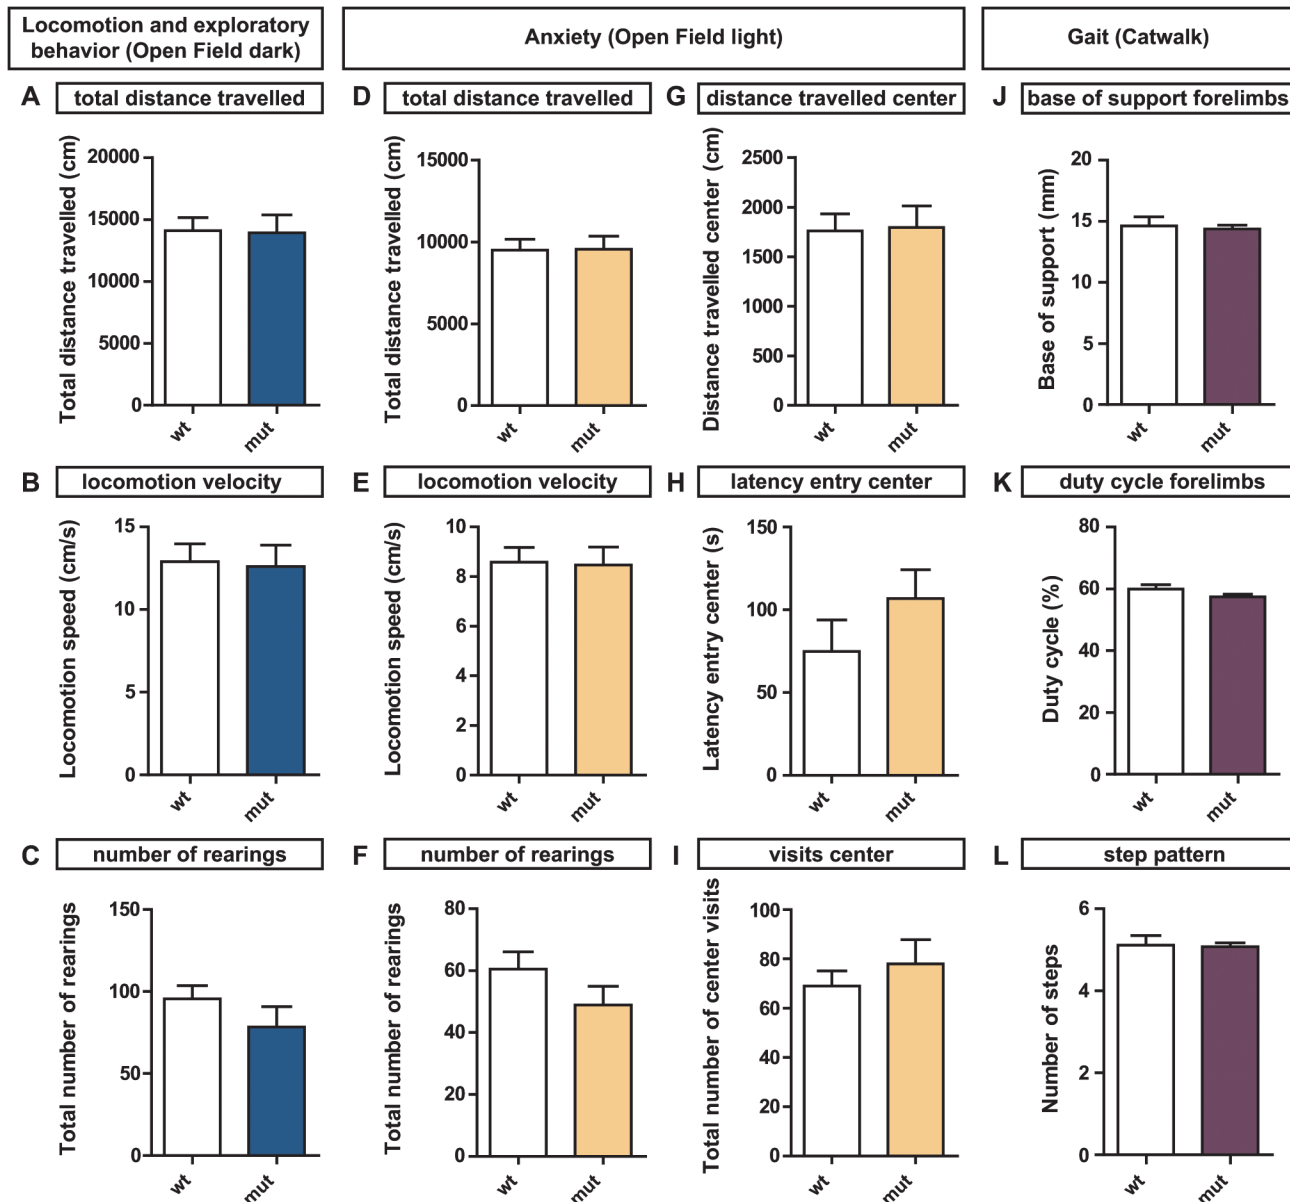 Locomotion and exploratory
behavior (Open Field dark)
Anxiety (Open Field light)
Gait (Catwalk)
A
total distance travelled
Total distance travelled (cm)
20000
15000
10000
5000
0
wt
mut
D
total distance travelled
Total distance travelled (cm)
15000
10000
5000
0
wt
mut
G
distance travelled center
Distance travelled center (cm)
2500
2000
1500
1000
500
0
wt
mut
J
base of support forelimbs
Base of support (mm)
20
15
10
5
0
wt
mut
B
locomotion velocity
Locomotion speed (cm/s)
15
10
5
0
wt
mut
E
locomotion velocity
Locomotion speed (cm/s)
10
8
6
4
2
0
wt
mut
H
latency entry center
Latency entry center (s)
150
100
50
0
wt
mut
K
duty cycle forelimbs
Duty cycle (%)
80
60
40
20
0
wt
mut
C
number of rearings
Total number of rearings
150
100
50
0
wt
mut
F
number of rearings
Total number of rearings
80
60
40
20
0
wt
mut
I
visits center
Total number of center visits
100
80
60
40
20
0
wt
mut
L
step pattern
Number of steps
6
4
2
0
wt
mut